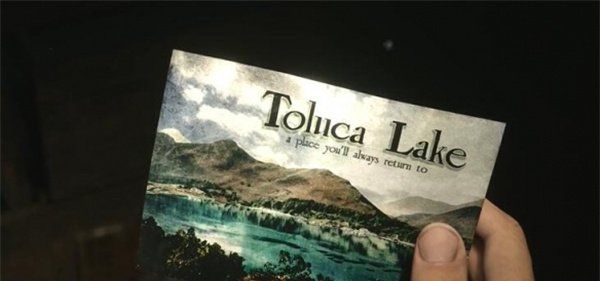 Toluca Lake
a place you'll always return to